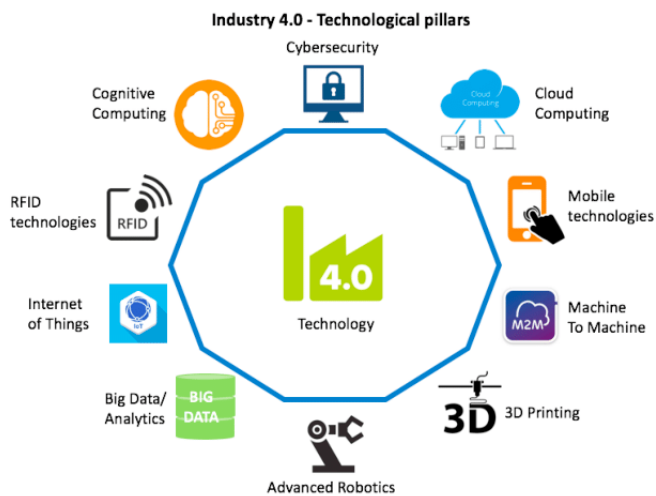 Industry 4.0 - Technological pillars
Cybersecurity
Cognitive
Computing
Cloud
Computing
Cloud
Computing
RFID
technologies
RFID
Mobile
technologies
4.0
Technology
Internet
of Things
IoT
M2M
Machine
To Machine
Big Data/
Analytics
BIG
DATA
3D
3D Printing
Advanced Robotics